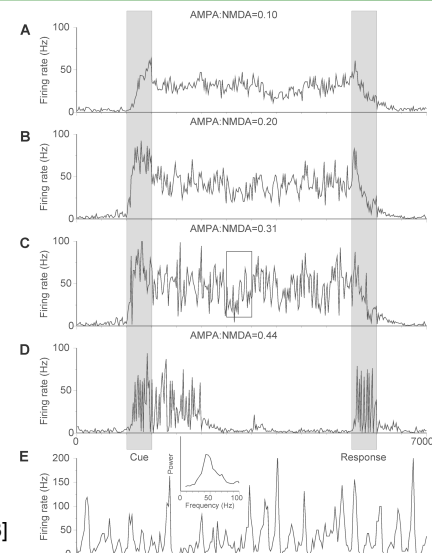 AMPA:NMDA=0.10
A
Firing rate (Hz)
100
50
0
AMPA:NMDA=0.20
B
Firing rate (Hz)
100
50
0
AMPA:NMDA=0.31
C
Firing rate (Hz)
100
50
0
AMPA:NMDA=0.44
D
Firing rate (Hz)
100
50
0
0
7000
Cue
Response
E
Firing rate (Hz)
200
150
100
50
0
Power
0 50 100
Frequency (Hz)